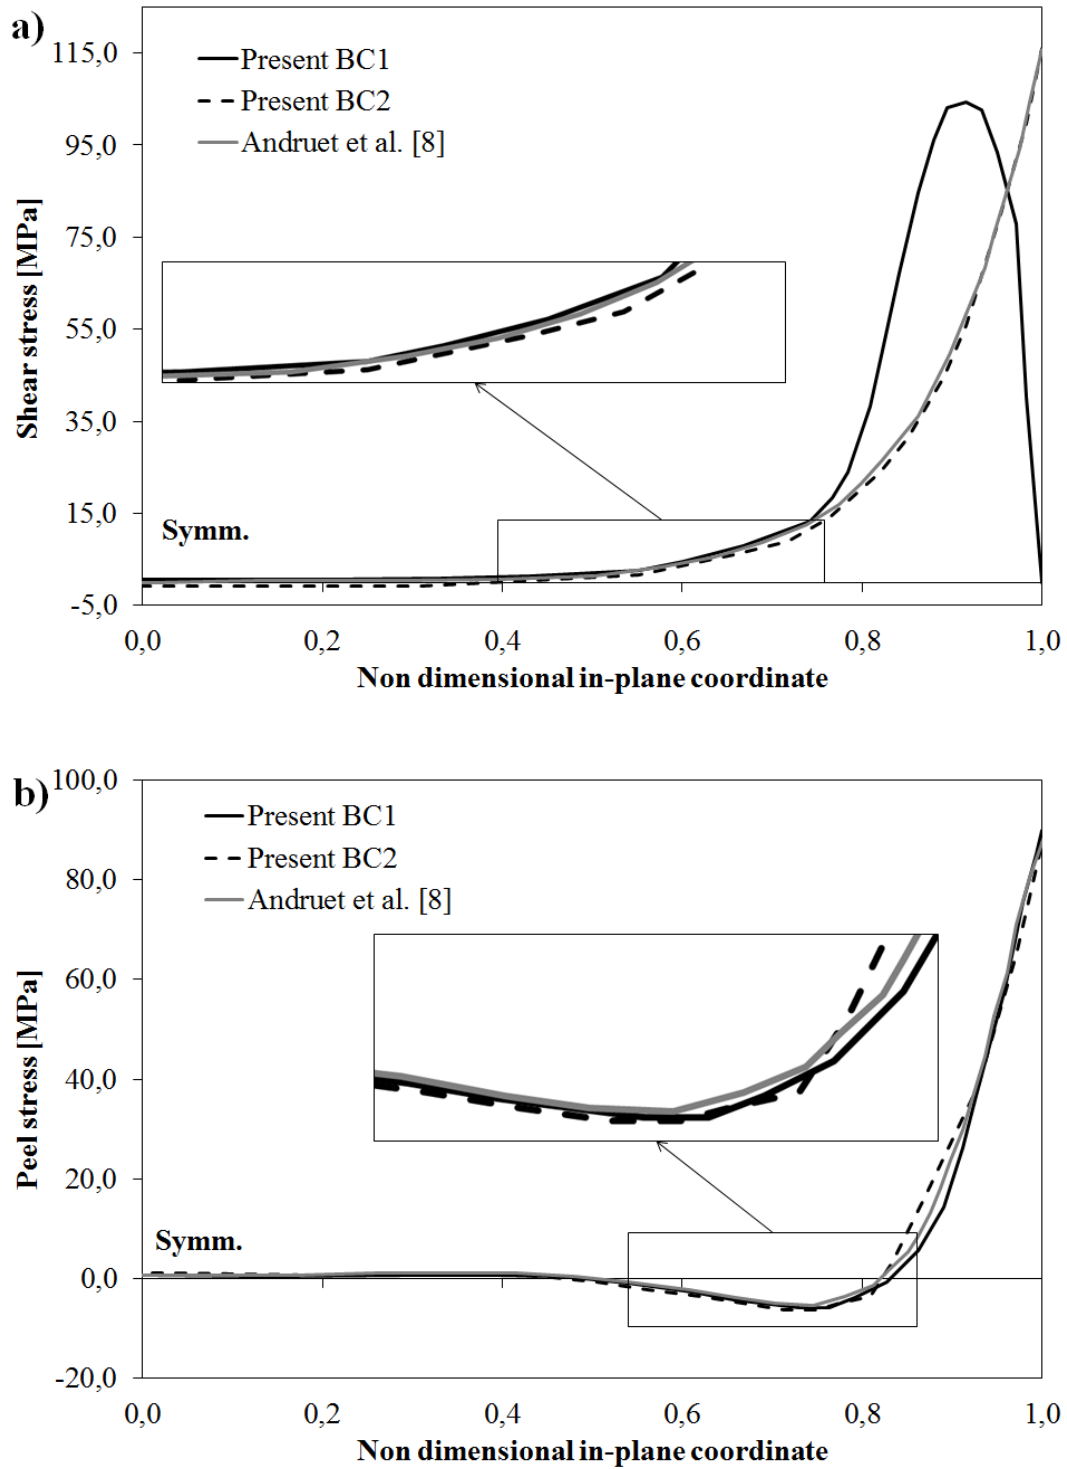 a)
115,0
95,0
75,0
55,0
35,0
15,0
-5,0
Shear stress [MPa]
Present BC1
Present BC2
Andruet et al. [8]
Symm.
0,0 0,2 0,4 0,6 0,8 1,0
Non dimensional in-plane coordinate
b)
100,0
80,0
60,0
40,0
20,0
0,0
-20,0
Peel stress [MPa]
Present BC1
Present BC2
Andruet et al. [8]
Symm.
0,0 0,2 0,4 0,6 0,8 1,0
Non dimensional in-plane coordinate